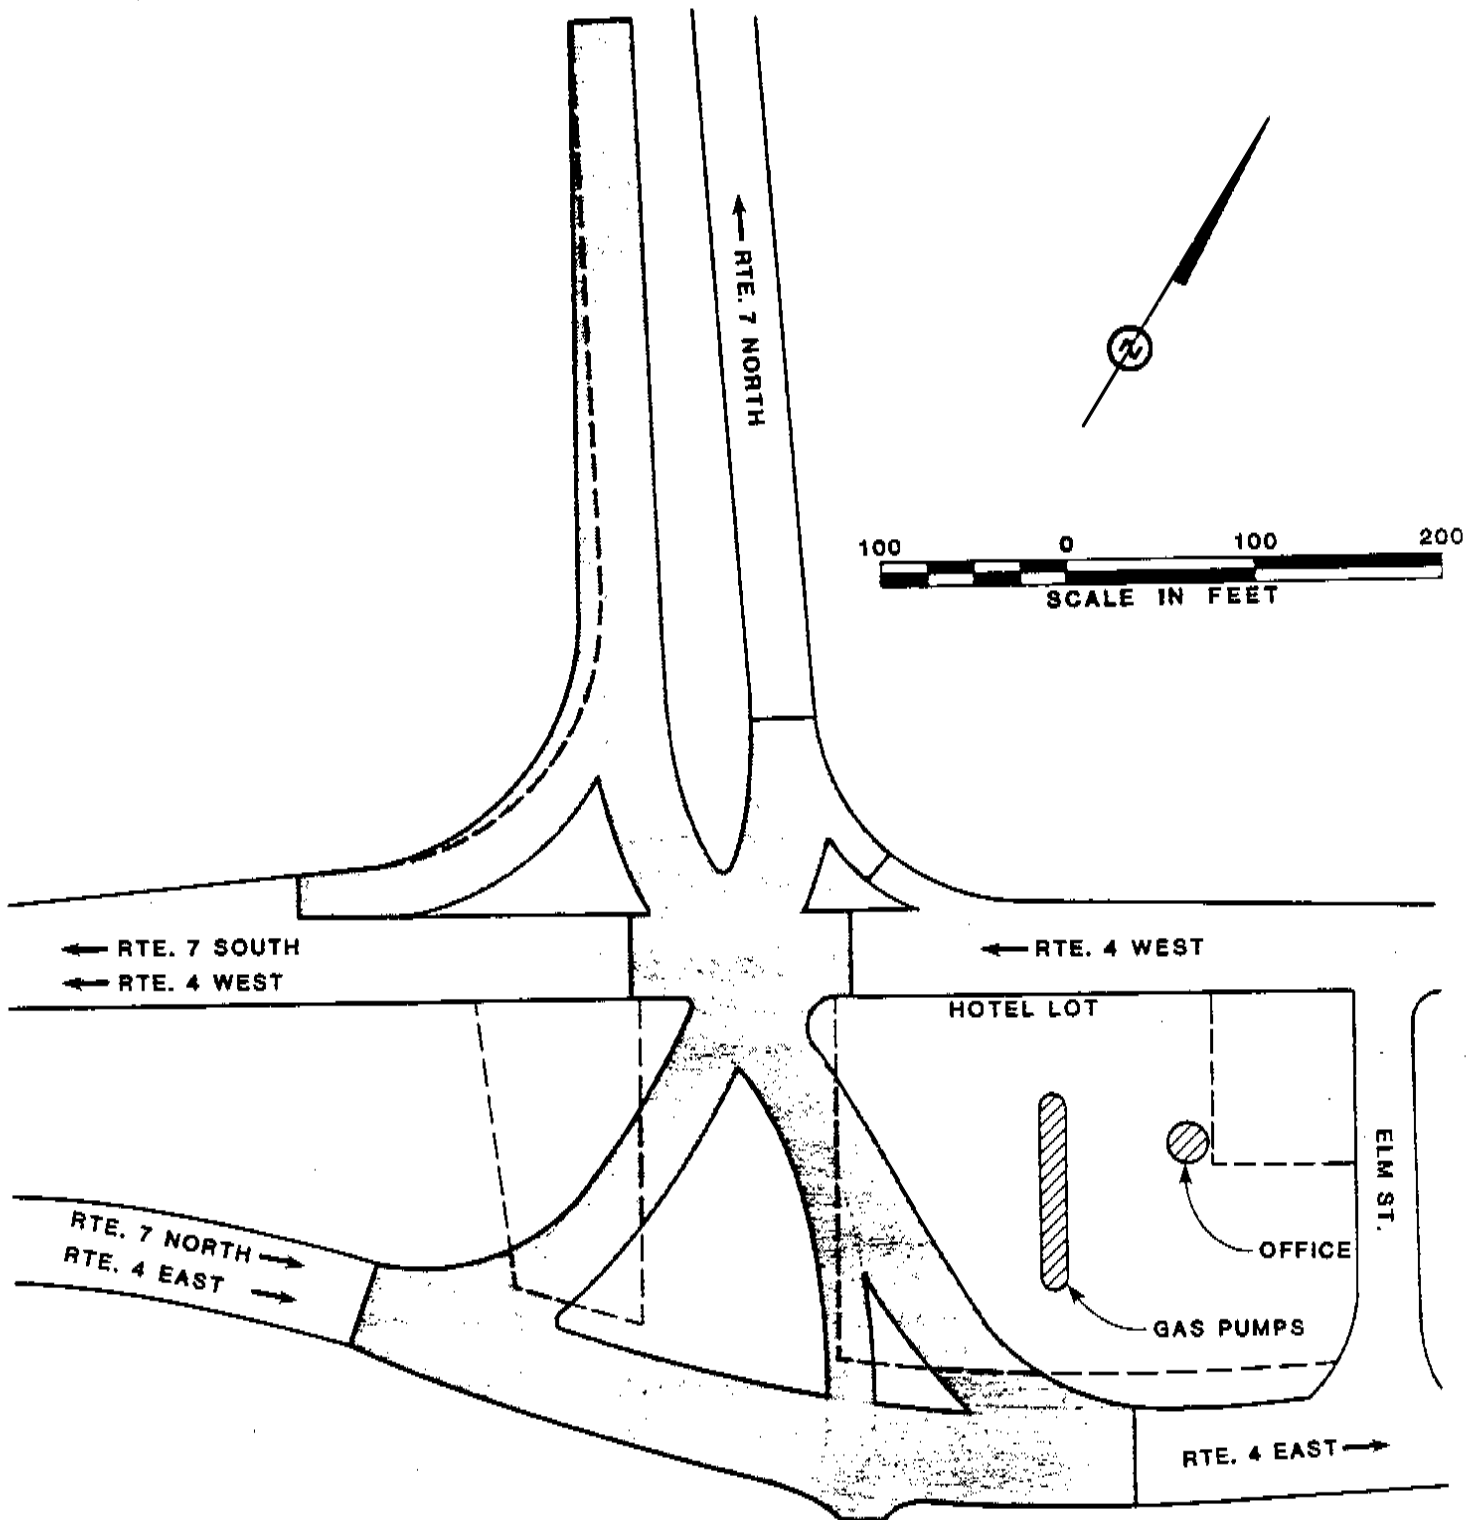 RTE. 7 NORTH
N
100 0 100 200
SCALE IN FEET
RTE. 7 SOUTH
RTE. 4 WEST
RTE. 4 WEST
HOTEL LOT
ELM ST.
OFFICE
GAS PUMPS
RTE. 7 NORTH
RTE. 4 EAST
RTE. 4 EAST